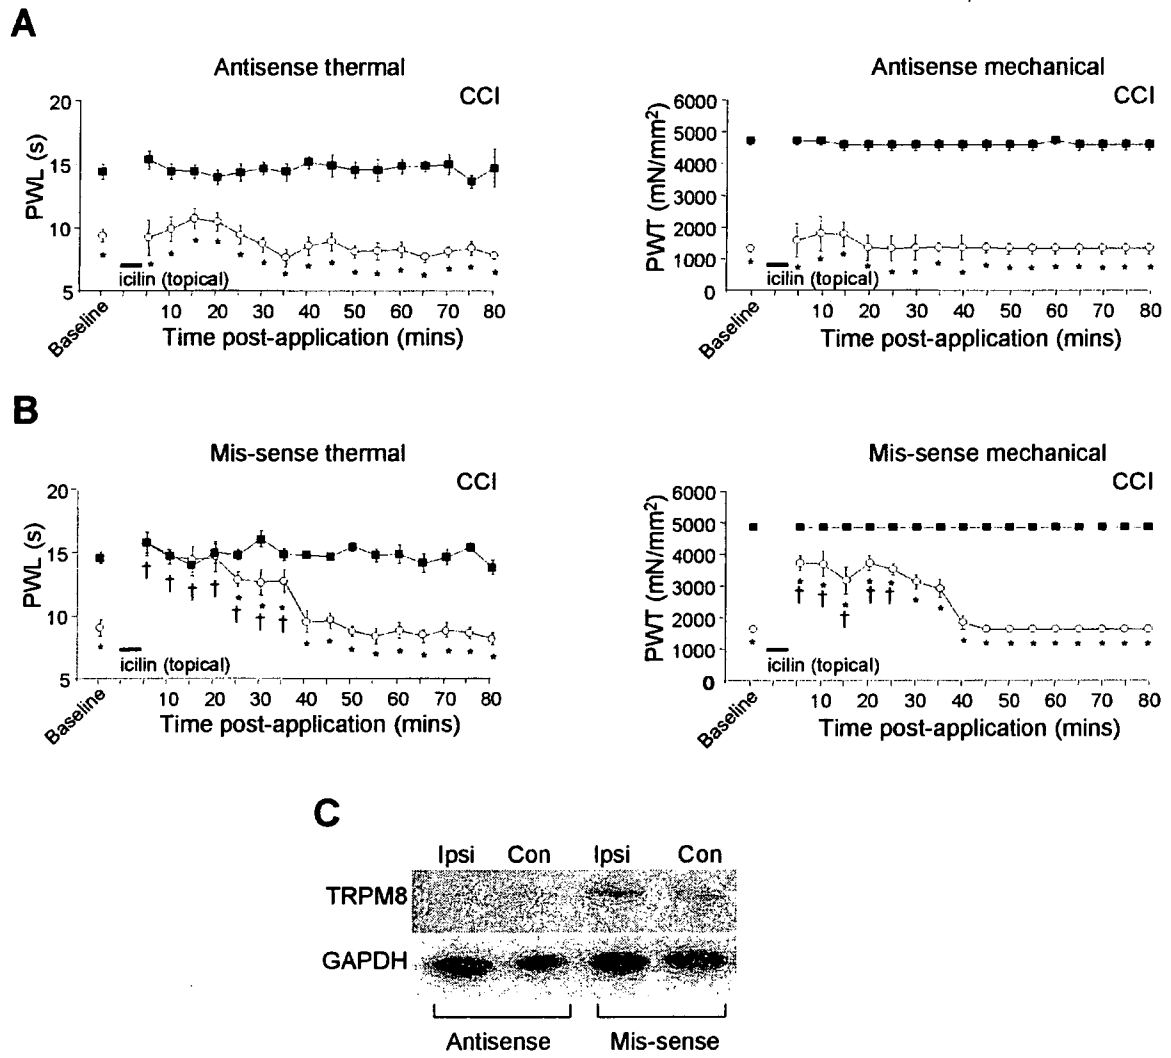 A
Antisense thermal
CCI
20
15
10
5
PWL (s)
icilin (topical)
Baseline
10 20 30 40 50 60 70 80
Time post-application (mins)
Antisense mechanical
CCI
6000
5000
4000
3000
2000
1000
0
PWT (mN/mm²)
icilin (topical)
Baseline
10 20 30 40 50 60 70 80
Time post-application (mins)
B
Mis-sense thermal
CCI
20
15
10
5
PWL (s)
icilin (topical)
Baseline
10 20 30 40 50 60 70 80
Time post-application (mins)
Mis-sense mechanical
CCI
6000
5000
4000
3000
2000
1000
0
PWT (mN/mm²)
icilin (topical)
Baseline
10 20 30 40 50 60 70 80
Time post-application (mins)
C
Ipsi Con Ipsi Con
TRPM8
GAPDH
Antisense Mis-sense